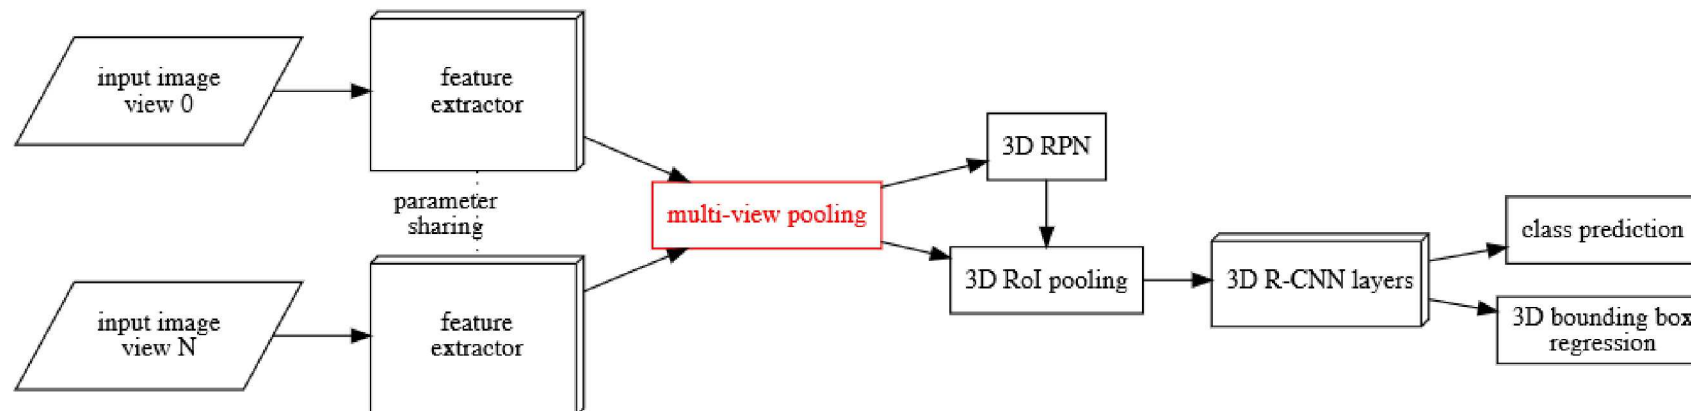 input image
view 0
feature
extractor
parameter
sharing
input image
view N
feature
extractor
multi-view pooling
3D RPN
3D RoI pooling
3D R-CNN layers
class prediction
3D bounding box
regression